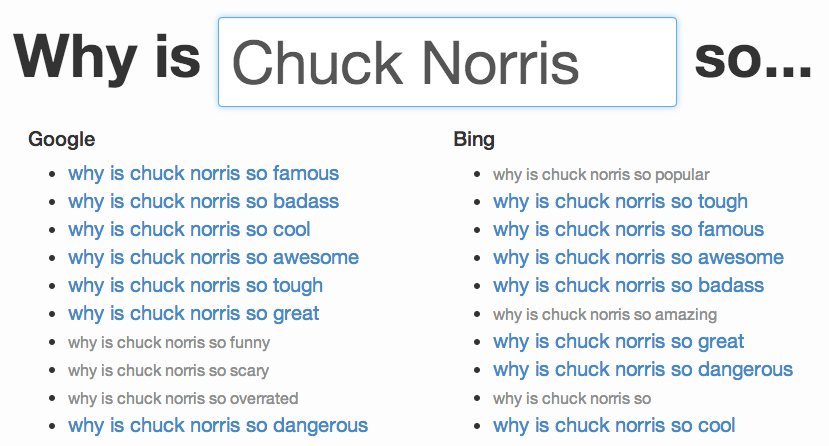 Why is Chuck Norris so...
Google
why is chuck norris so famous
why is chuck norris so badass
why is chuck norris so cool
why is chuck norris so awesome
why is chuck norris so tough
why is chuck norris so great
why is chuck norris so funny
why is chuck norris so scary
why is chuck norris so overrated
why is chuck norris so dangerous
Bing
why is chuck norris so popular
why is chuck norris so tough
why is chuck norris so famous
why is chuck norris so awesome
why is chuck norris so badass
why is chuck norris so amazing
why is chuck norris so great
why is chuck norris so dangerous
why is chuck norris so
why is chuck norris so cool